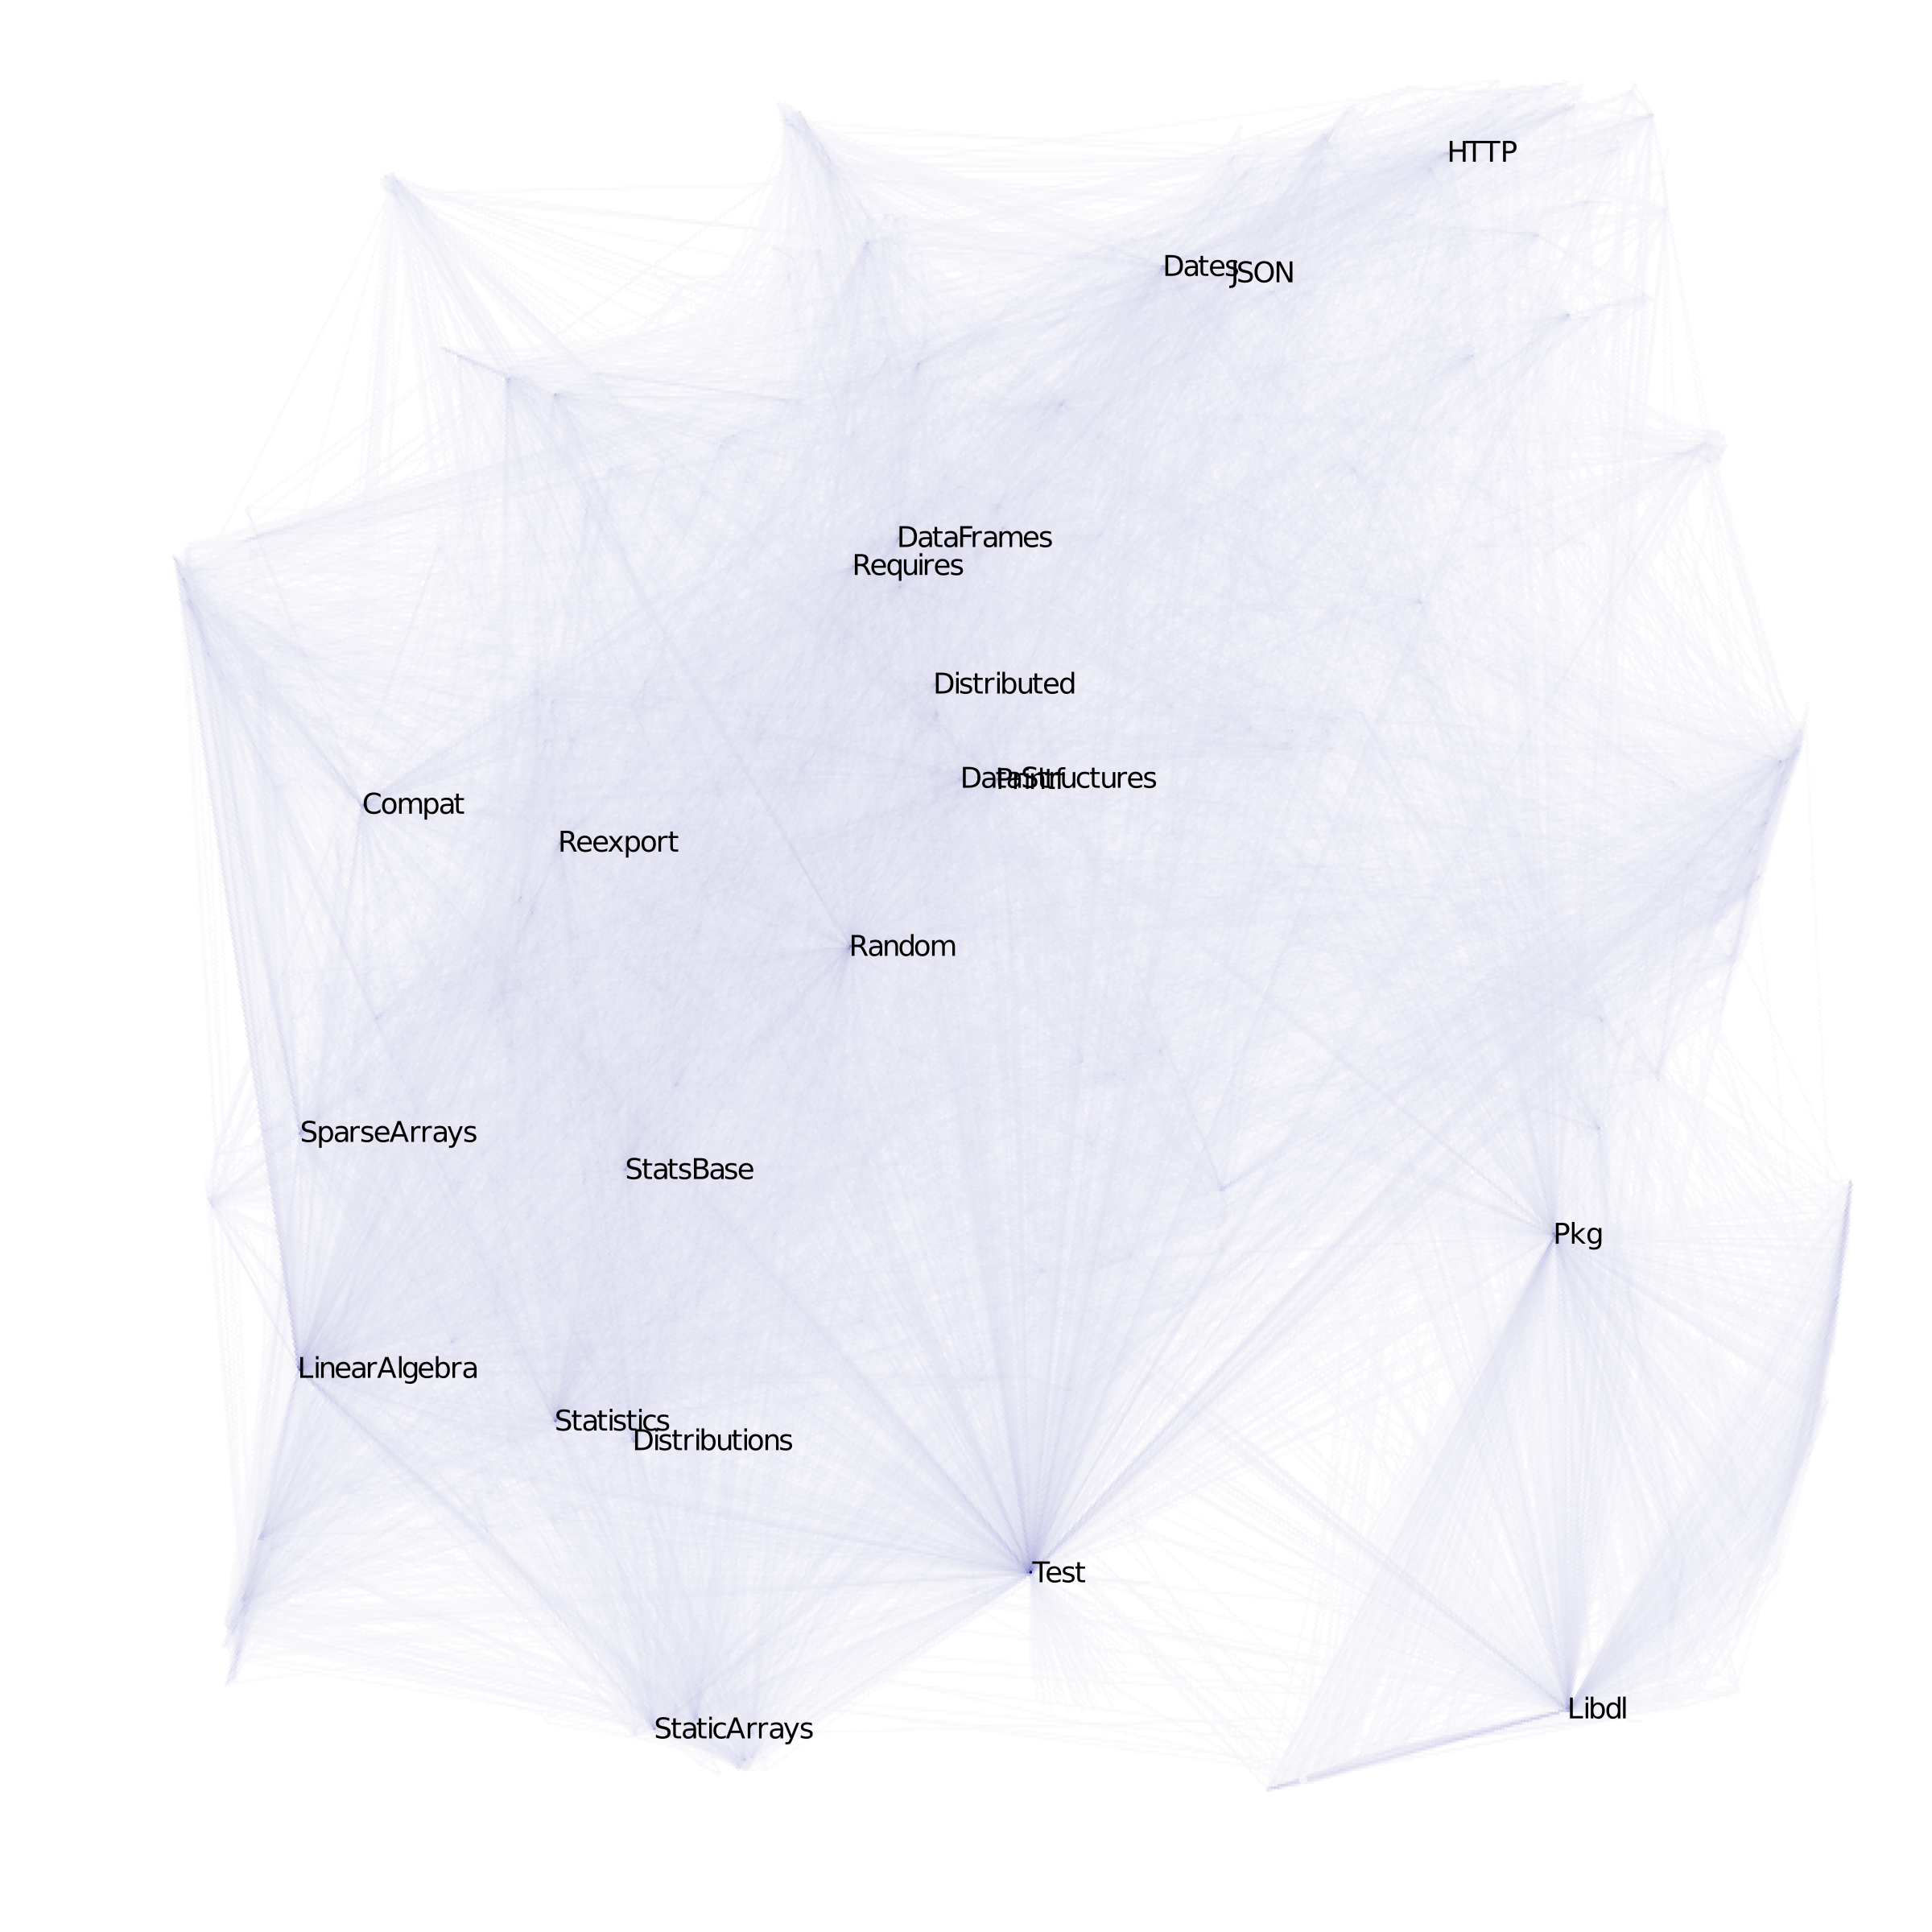 HTTP
Dates
JSON
DataFrames
Requires
Distributed
DataStructures
Printf
Compat
Reexport
Random
SparseArrays
StatsBase
Pkg
LinearAlgebra
Statistics
Distributions
Test
Libdl
StaticArrays